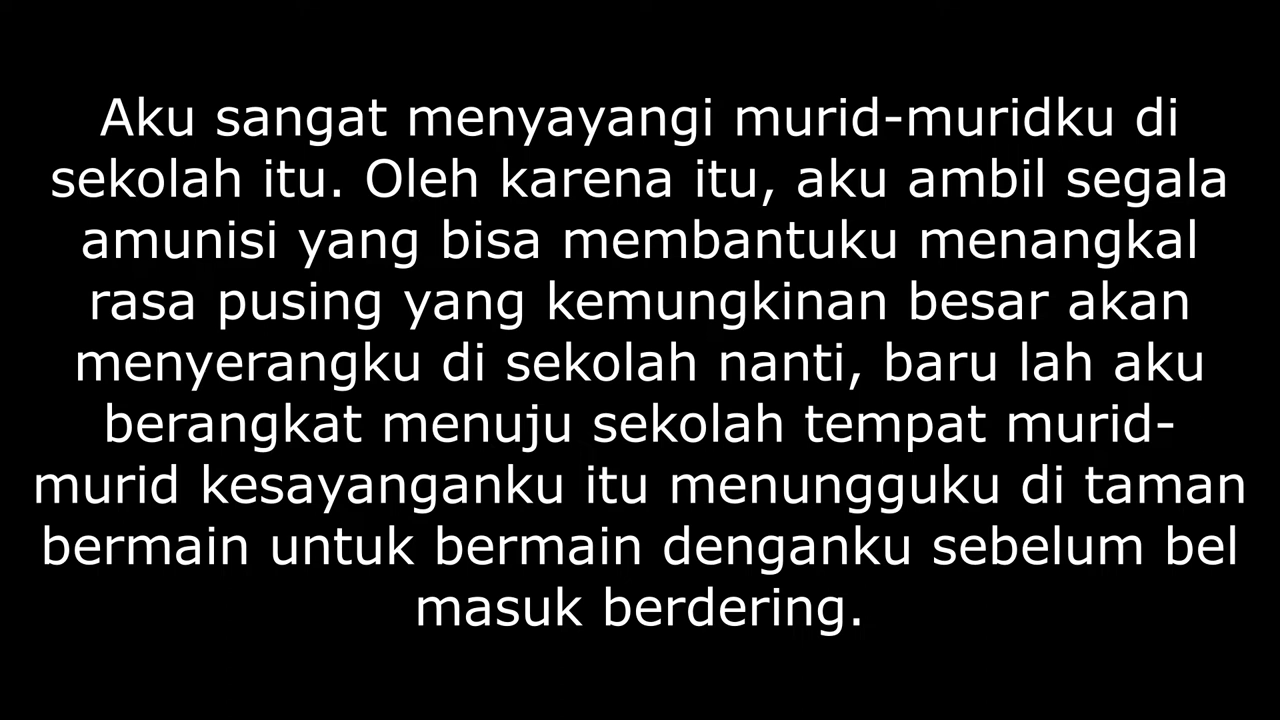 Aku sangat menyayangi murid-muridku di
sekolah itu. Oleh karena itu, aku ambil segala
amunisi yang bisa membantuku menangkal
rasa pusing yang kemungkinan besar akan
menyerangku di sekolah nanti, baru lah aku
berangkat menuju sekolah tempat murid-
murid kesayanganku itu menungguku di taman
bermain untuk bermain denganku sebelum bel
masuk berdering.